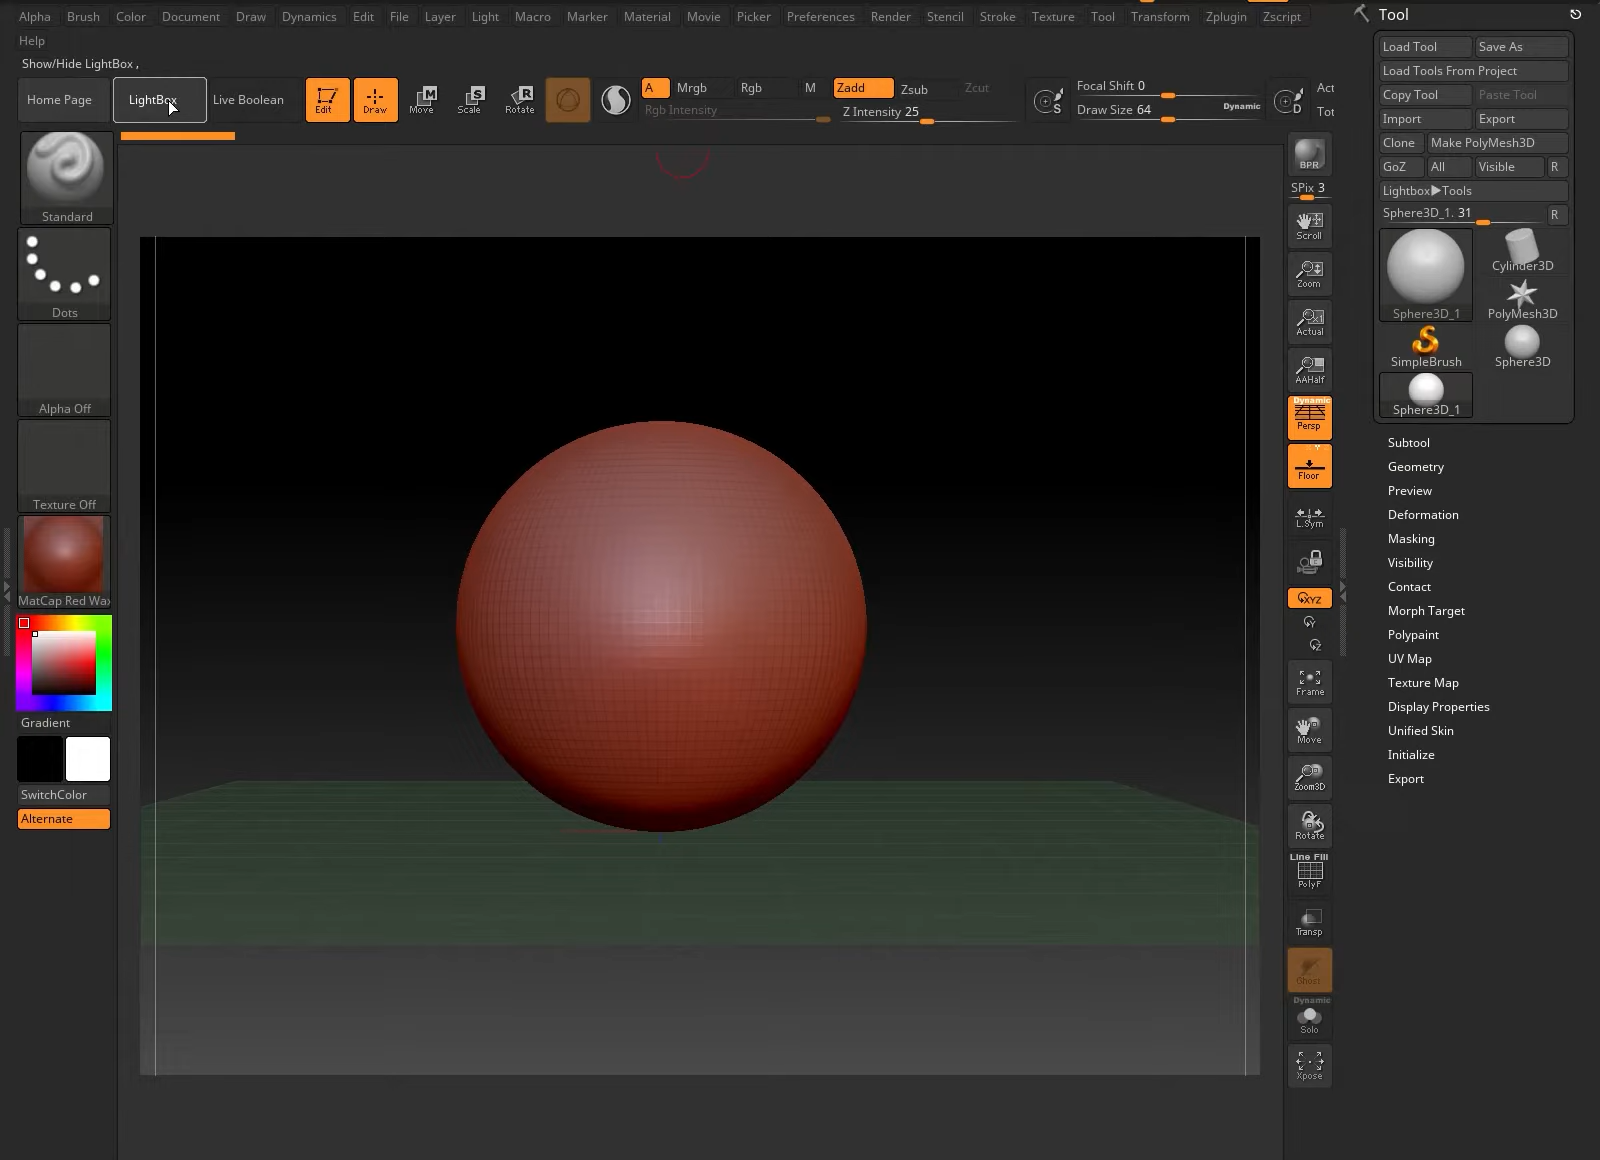 Alpha Brush Color Document Draw Dynamics Edit File Layer Light Macro Marker Material Movie Picker Preferences Render Stencil Stroke Texture Tool Transform Zplugin Zscript
Help
Show/Hide LightBox ,
Home Page
LightBox
Live Boolean
Edit
Draw
Move
Scale
Rotate
A
Mrgb
Rgb
M
Rgb Intensity
Zadd
Zsub
Zcut
Z Intensity 25
S
Focal Shift 0
Draw Size 64
Dynamic
D
Act
Tot
Standard
Dots
Alpha Off
Texture Off
MatCap Red Wax
Gradient
SwitchColor
Alternate
BPR
SPix 3
Scroll
Zoom
Actual
AAHalf
Dynamic
Persp
Floor
L.Sym
XYZ
Y
Z
Frame
Move
Zoom3D
Rotate
Line Fill
PolyF
Transp
Ghost
Dynamic
Solo
Xpose
Tool
Load Tool
Save As
Load Tools From Project
Copy Tool
Paste Tool
Import
Export
Clone
Make PolyMesh3D
GoZ
All
Visible
R
Lightbox▶Tools
Sphere3D_1. 31
R
Sphere3D_1
Cylinder3D
PolyMesh3D
SimpleBrush
Sphere3D
Sphere3D_1
Subtool
Geometry
Preview
Deformation
Masking
Visibility
Contact
Morph Target
Polypaint
UV Map
Texture Map
Display Properties
Unified Skin
Initialize
Export